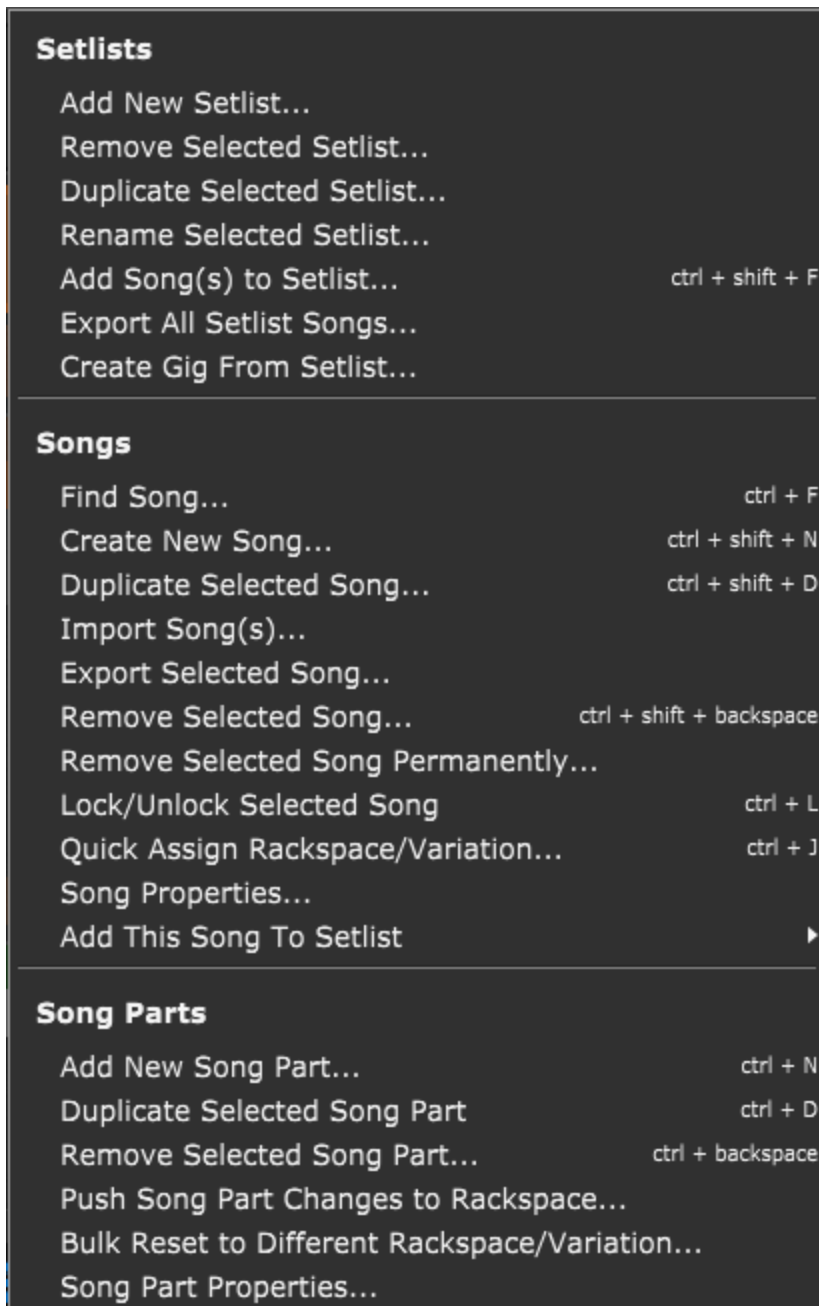 Setlists
Add New Setlist...
Remove Selected Setlist...
Duplicate Selected Setlist...
Rename Selected Setlist...
Add Song(s) to Setlist... ctrl + shift + F
Export All Setlist Songs...
Create Gig From Setlist...
Songs
Find Song... ctrl + F
Create New Song... ctrl + shift + N
Duplicate Selected Song... ctrl + shift + D
Import Song(s)...
Export Selected Song...
Remove Selected Song... ctrl + shift + backspace
Remove Selected Song Permanently...
Lock/Unlock Selected Song ctrl + L
Quick Assign Rackspace/Variation... ctrl + J
Song Properties...
Add This Song To Setlist
Song Parts
Add New Song Part... ctrl + N
Duplicate Selected Song Part ctrl + D
Remove Selected Song Part... ctrl + backspace
Push Song Part Changes to Rackspace...
Bulk Reset to Different Rackspace/Variation...
Song Part Properties...